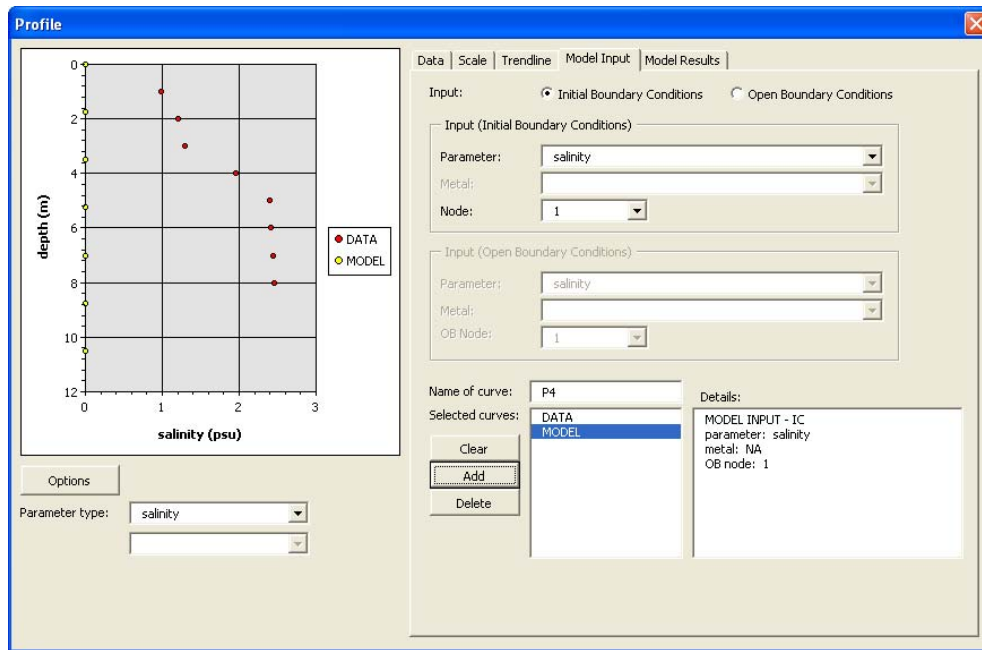 Profile
0
2
4
6
8
10
12
depth (m)
0 1 2 3
salinity (psu)
DATA
MODEL
Options
Parameter type: salinity
Data Scale Trendline Model Input Model Results
Input: Initial Boundary Conditions Open Boundary Conditions
Input (Initial Boundary Conditions)
Parameter: salinity
Metal:
Node: 1
Input (Open Boundary Conditions)
Parameter: salinity
Metal:
OB Node: 1
Name of curve: P4
Selected curves:
DATA
MODEL
Clear
Add
Delete
Details:
MODEL INPUT - IC
parameter: salinity
metal: NA
OB node: 1